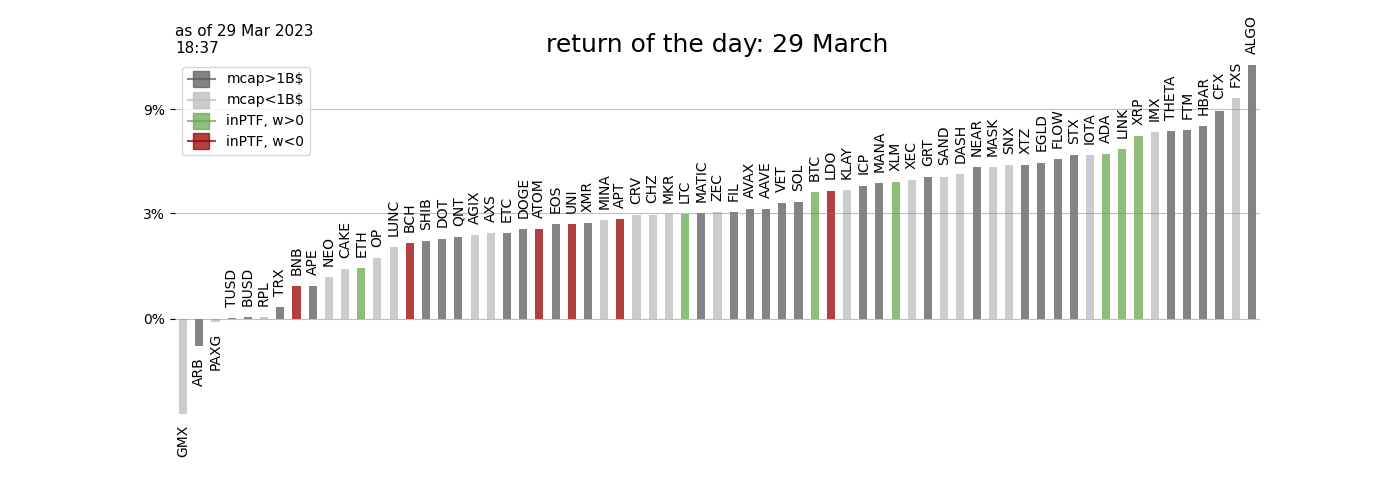 as of 29 Mar 2023
18:37
return of the day: 29 March
mcap>1B$
mcap<1B$
inPTF, w>0
inPTF, w<0
9%
3%
0%
GMX
ARB
PAXG
TUSD
BUSD
RPL
TRX
BNB
APE
NEO
CAKE
ETH
OP
LUNC
BCH
SHIB
DOT
QNT
AGIX
AXS
ETC
DOGE
ATOM
EOS
UNI
XMR
MINA
APT
CRV
CHZ
MKR
LTC
MATIC
ZEC
FIL
AVAX
AAVE
VET
SOL
BTC
LDO
KLAY
ICP
MANA
XLM
XEC
GRT
SAND
DASH
NEAR
MASK
SNX
XTZ
EGLD
FLOW
STX
IOTA
ADA
LINK
XRP
IMX
THETA
FTM
HBAR
CFX
FXS
ALGO